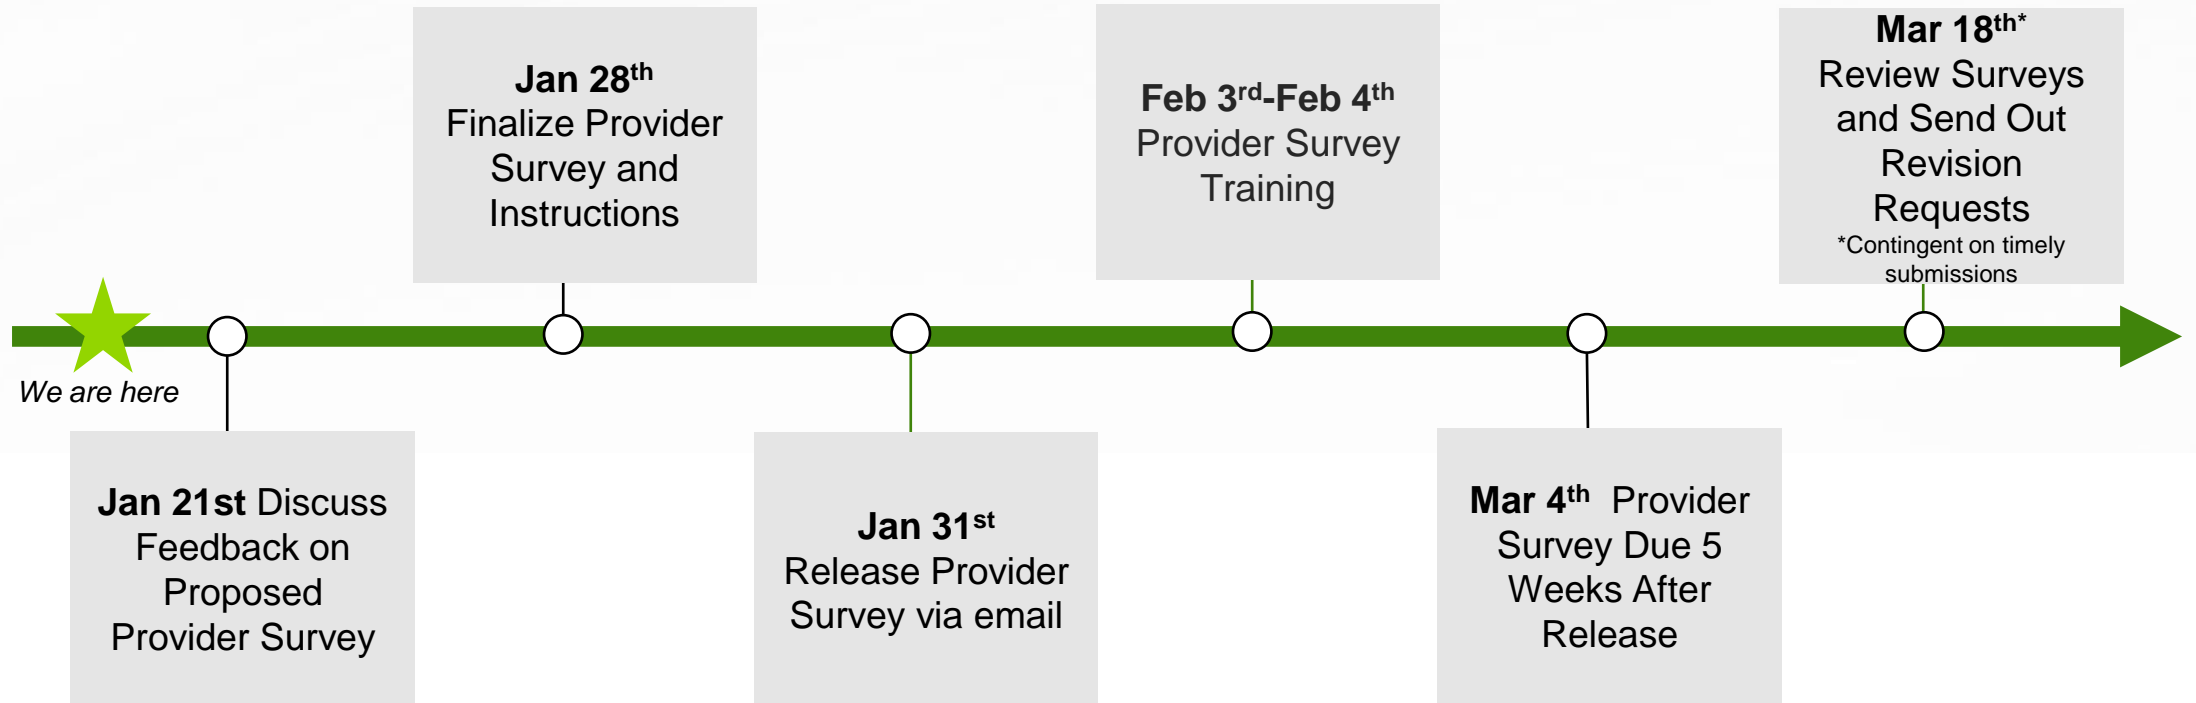 Jan 28th
Finalize Provider
Survey and
Instructions
Feb 3rd-Feb 4th
Provider Survey
Training
Mar 18th*
Review Surveys
and Send Out
Revision
Requests
*Contingent on timely
submissions
We are here
Jan 21st Discuss
Feedback on
Proposed
Provider Survey
Jan 31st
Release Provider
Survey via email
Mar 4th Provider
Survey Due 5
Weeks After
Release